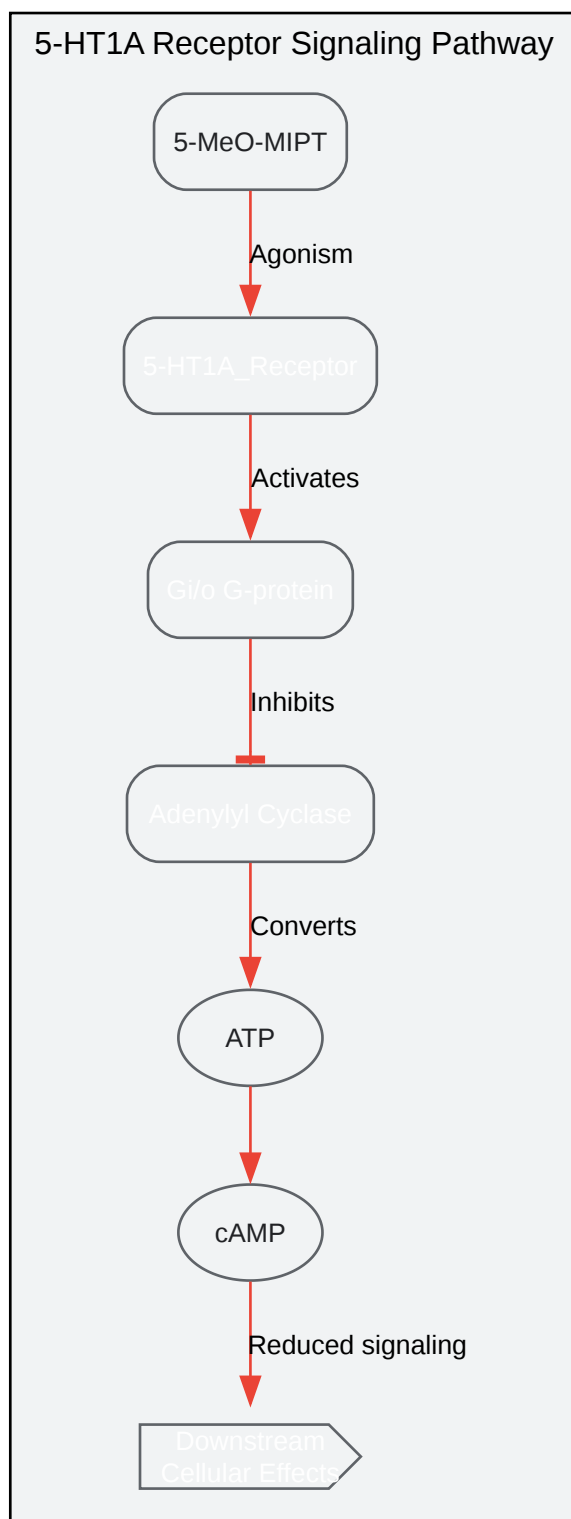 5-HT1A Receptor Signaling Pathway
5-MeO-MIPT
Agonism
5-HT1A_Receptor
Activates
Gi/o G-protein
Inhibits
Adenylyl Cyclase
Converts
ATP
cAMP
Reduced signaling
Downstream
Cellular Effects